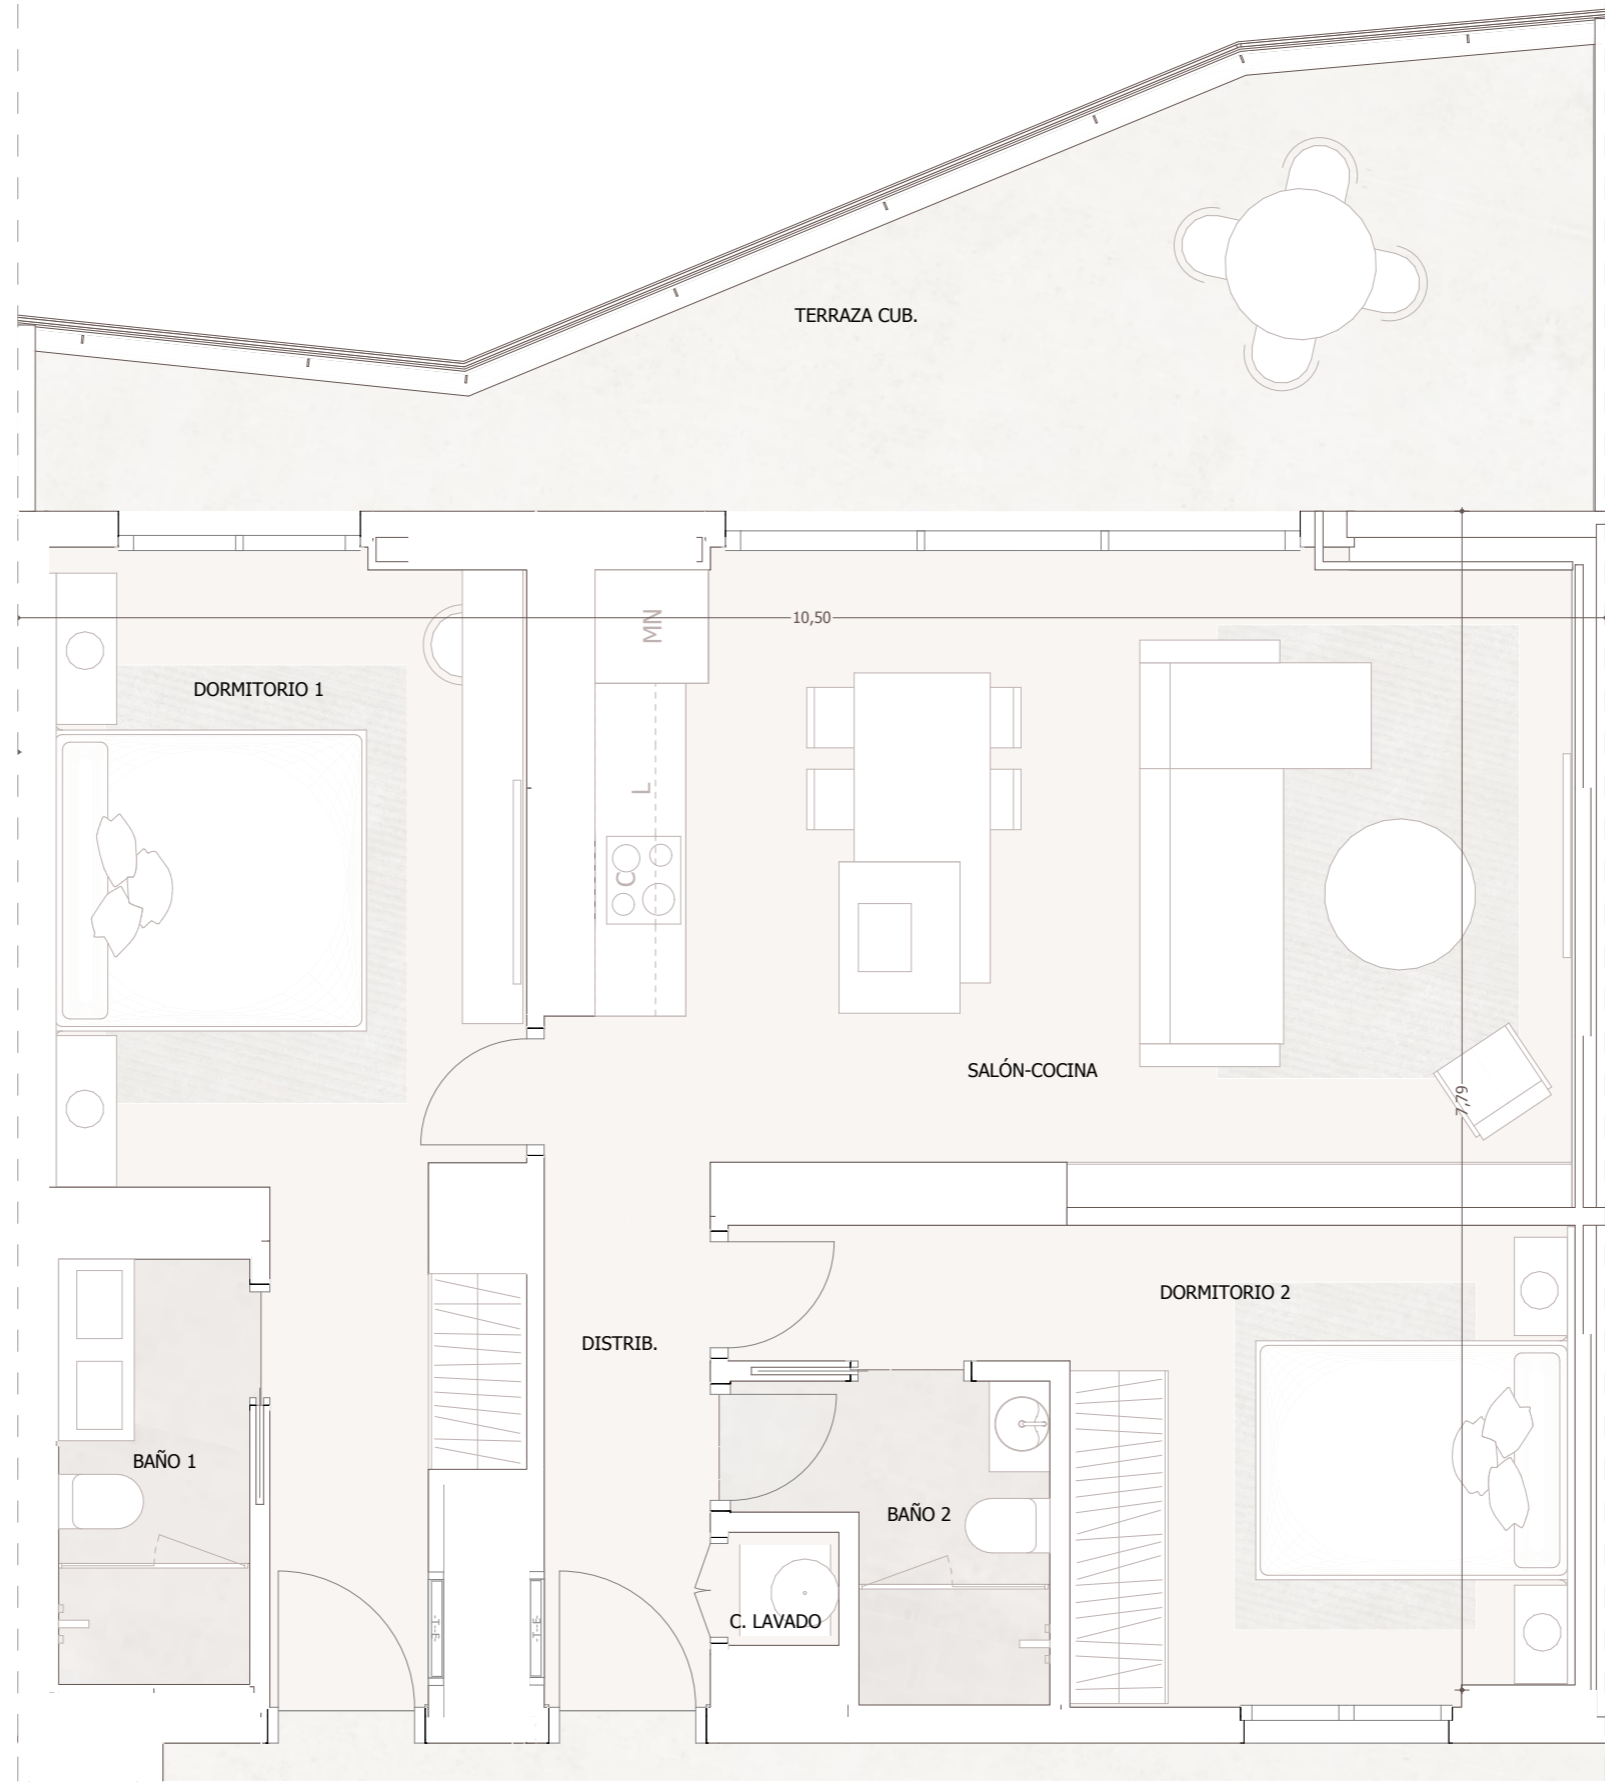 TERRAZA CUB.
10,50
MN
DORMITORIO 1
L
C
SALÓN-COCINA
7,79
DORMITORIO 2
DISTRIB.
BAÑO 1
BAÑO 2
C. LAVADO